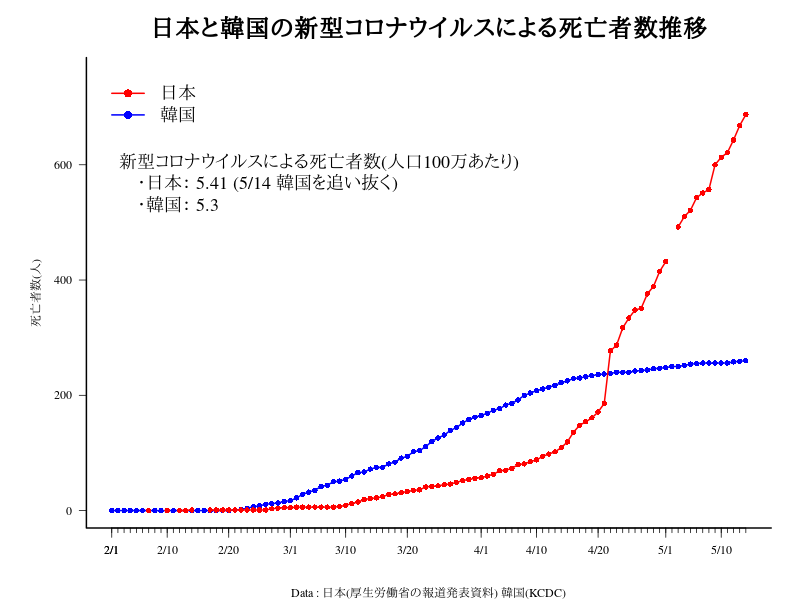 日本と韓国の新型コロナウイルスによる死亡者数推移
日本
韓国
新型コロナウイルスによる死亡者数(人口100万あたり)
・日本: 5.41 (5/14 韓国を追い抜く)
・韓国: 5.3
死亡者数(人)
600
400
200
0
2/1 2/10 2/20 3/1 3/10 3/20 4/1 4/10 4/20 5/1 5/10
Data : 日本(厚生労働省の報道発表資料) 韓国(KCDC)